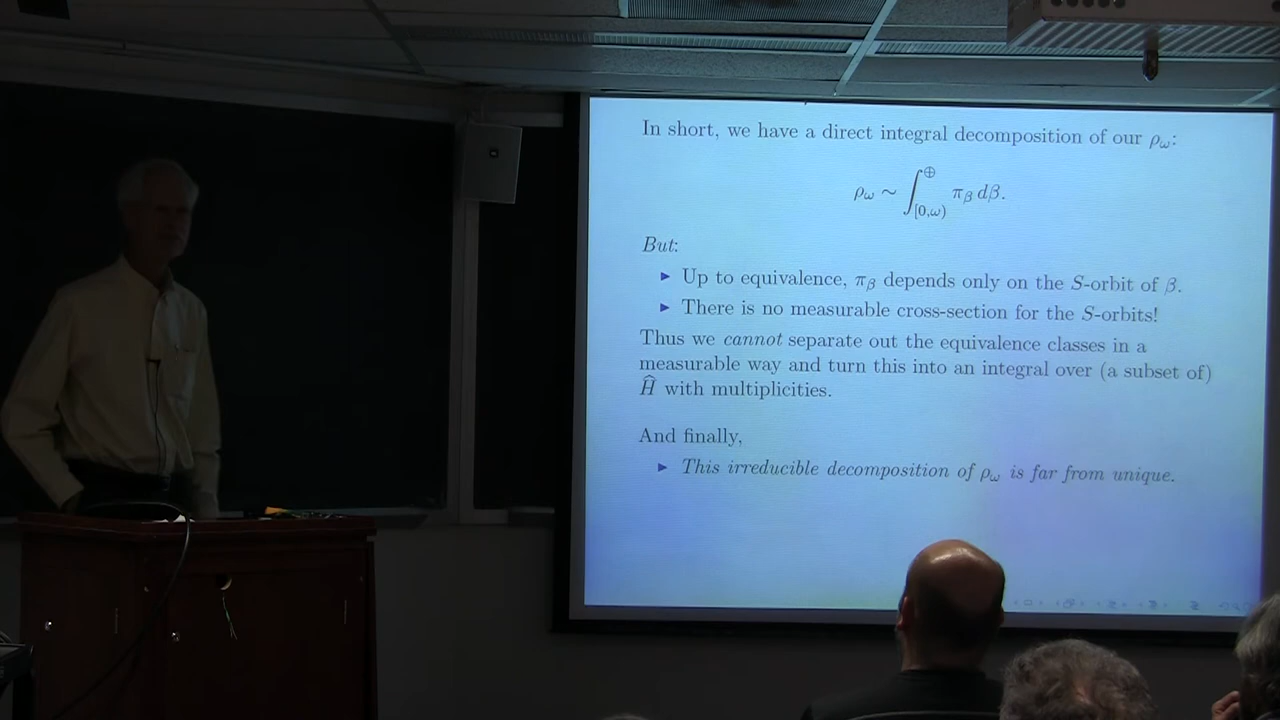 In short, we have a direct integral decomposition of our ρ_ω:
ρ_ω ∼ ∫^⊕_{[0,ω)} π_β dβ.
But:
▶ Up to equivalence, π_β depends only on the S-orbit of β.
▶ There is no measurable cross-section for the S-orbits!
Thus we cannot separate out the equivalence classes in a
measurable way and turn this into an integral over (a subset of)
Ĥ with multiplicities.
And finally,
▶ This irreducible decomposition of ρ_ω is far from unique.